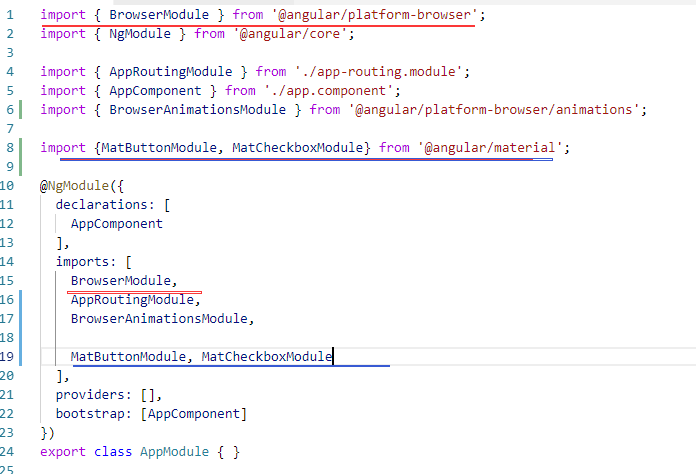 1 import { BrowserModule } from '@angular/platform-browser';
2 import { NgModule } from '@angular/core';
3
4 import { AppRoutingModule } from './app-routing.module';
5 import { AppComponent } from './app.component';
6 import { BrowserAnimationsModule } from '@angular/platform-browser/animations';
7
8 import {MatButtonModule, MatCheckboxModule} from '@angular/material';
9
10 @NgModule({
11   declarations: [
12     AppComponent
13   ],
14   imports: [
15     BrowserModule,
16     AppRoutingModule,
17     BrowserAnimationsModule,
18
19     MatButtonModule, MatCheckboxModule
20   ],
21   providers: [],
22   bootstrap: [AppComponent]
23 })
24 export class AppModule { }
25